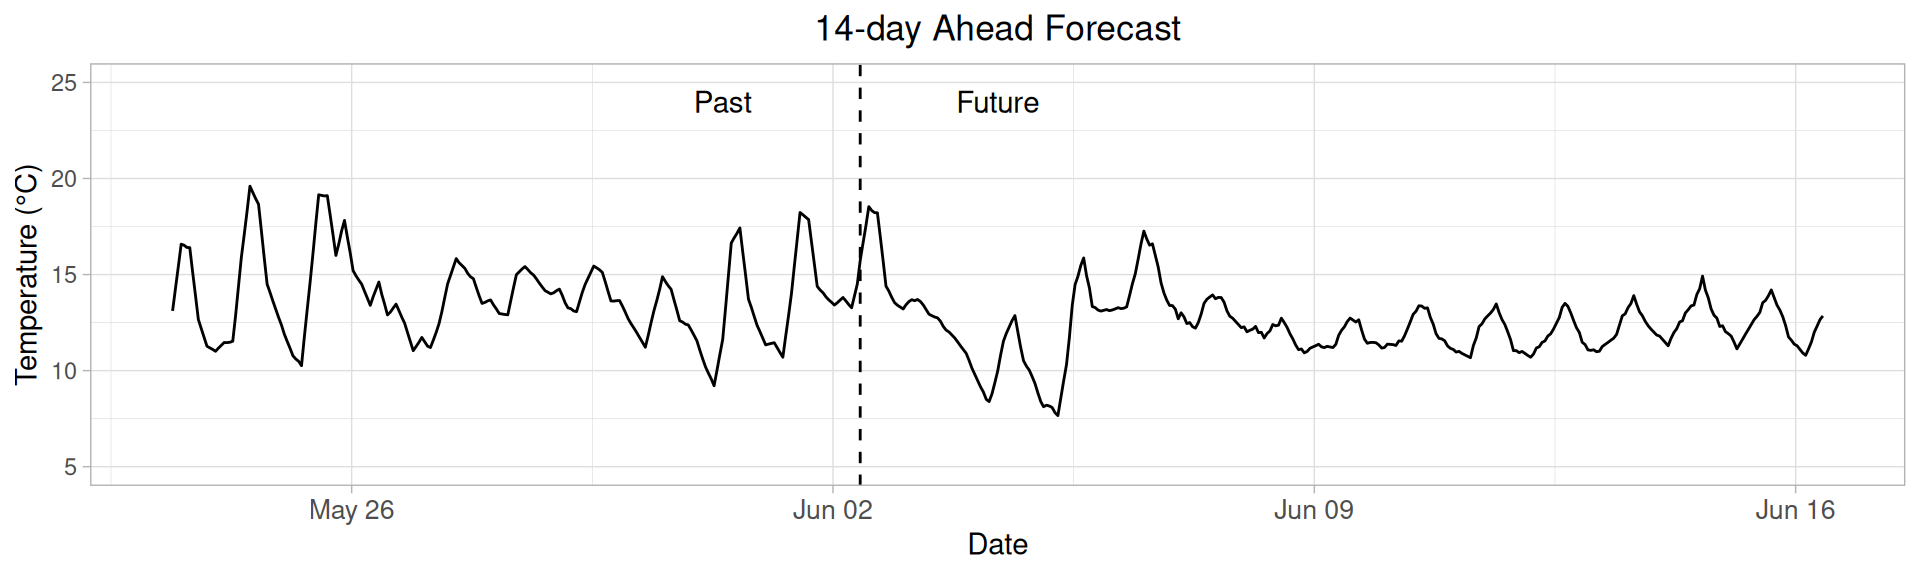 14-day Ahead Forecast
Past
Future
Temperature (°C)
25
20
15
10
5
May 26
Jun 02
Jun 09
Jun 16
Date